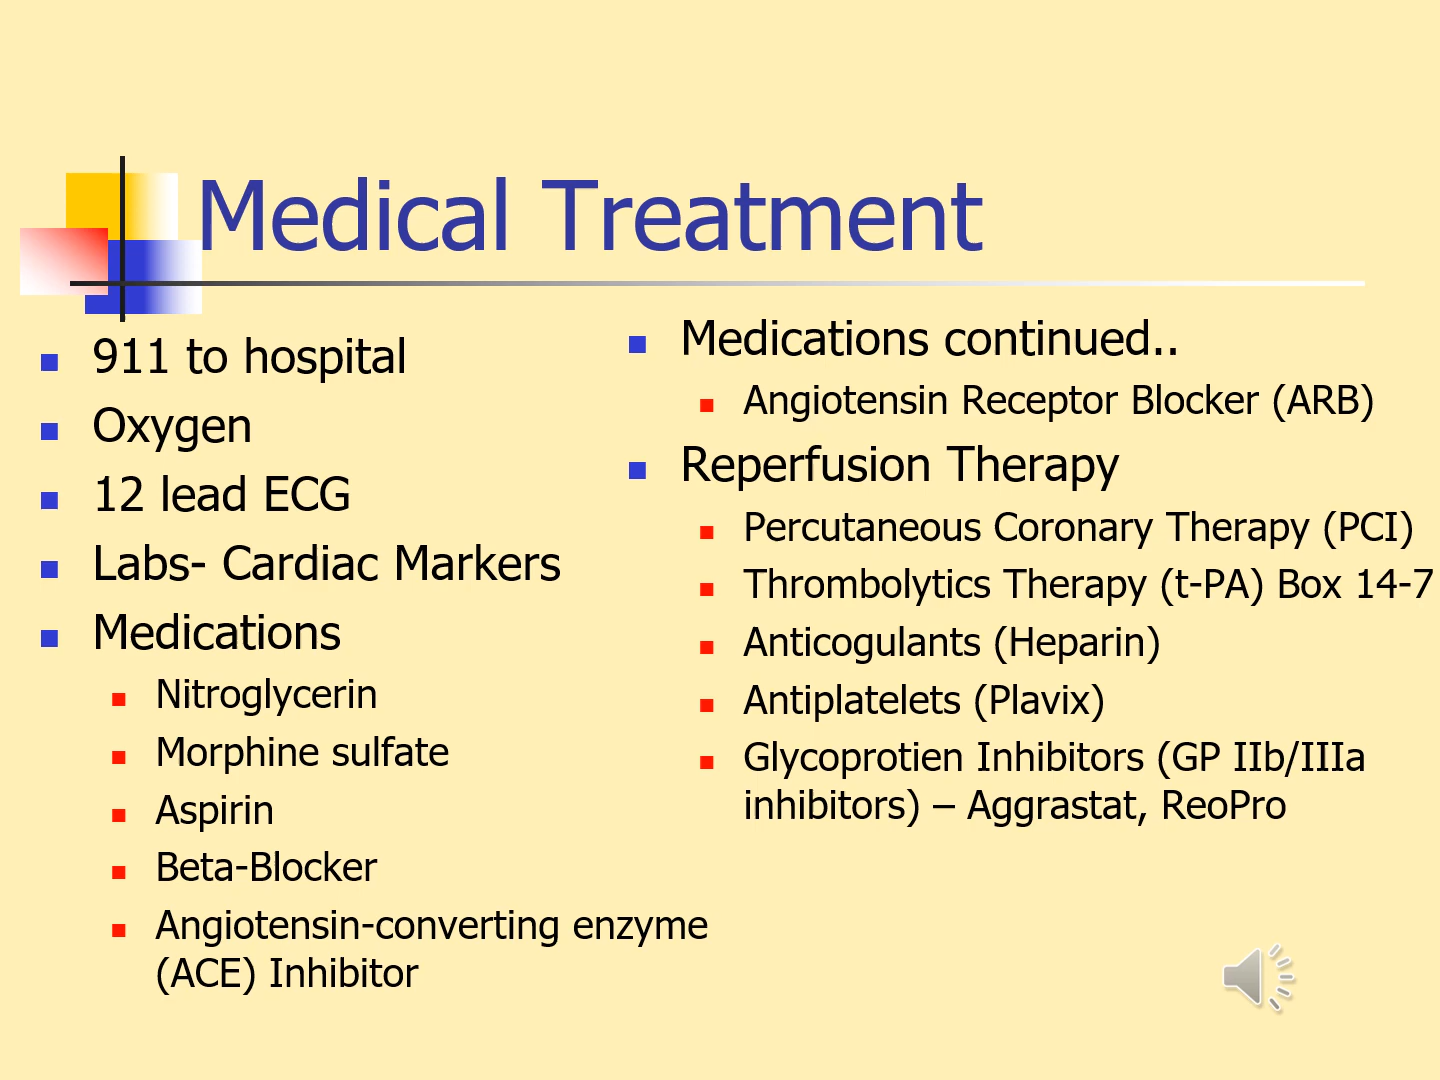 Medical Treatment
911 to hospital
Oxygen
12 lead ECG
Labs- Cardiac Markers
Medications
Nitroglycerin
Morphine sulfate
Aspirin
Beta-Blocker
Angiotensin-converting enzyme
(ACE) Inhibitor
Medications continued..
Angiotensin Receptor Blocker (ARB)
Reperfusion Therapy
Percutaneous Coronary Therapy (PCI)
Thrombolytics Therapy (t-PA) Box 14-7
Anticogulants (Heparin)
Antiplatelets (Plavix)
Glycoprotien Inhibitors (GP IIb/IIIa
inhibitors) – Aggrastat, ReoPro